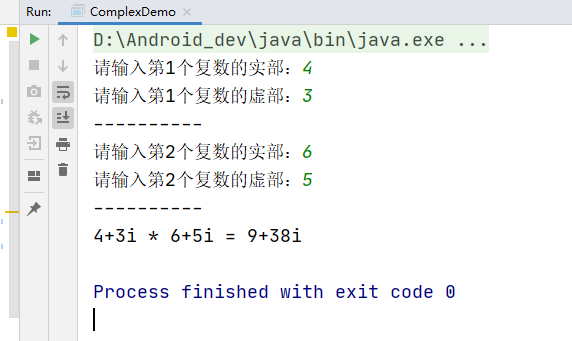 Run: ComplexDemo
D:\Android_dev\java\bin\java.exe ...
请输入第1个复数的实部：4
请输入第1个复数的虚部：3
----------
请输入第2个复数的实部：6
请输入第2个复数的虚部：5
----------
4+3i * 6+5i = 9+38i
Process finished with exit code 0